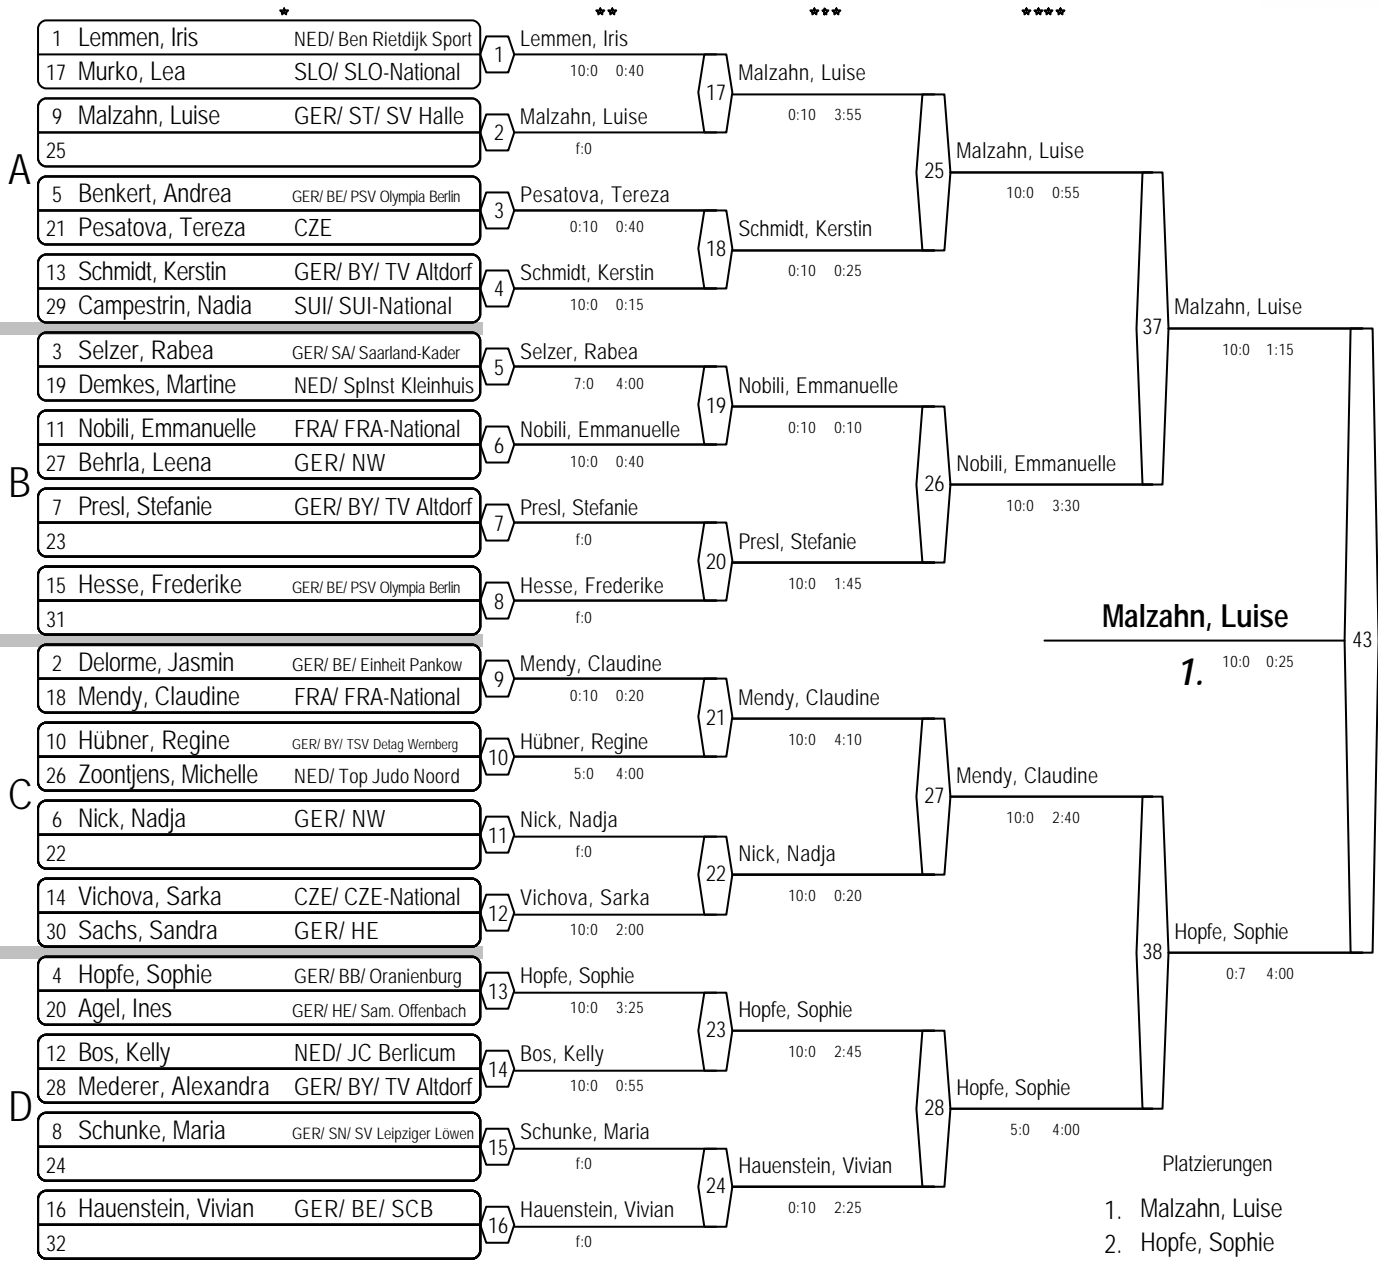 * ** *** ****
1 Lemmen, Iris NED/ Ben Rietdijk Sport 1 Lemmen, Iris
17 Murko, Lea SLO/ SLO-National 10:0 0:40 17 Malzahn, Luise
9 Malzahn, Luise GER/ ST/ SV Halle 2 Malzahn, Luise 0:10 3:55
25 f:0
A 25 Malzahn, Luise
5 Benkert, Andrea GER/ BE/ PSV Olympia Berlin 3 Pesatova, Tereza 10:0 0:55
21 Pesatova, Tereza CZE 0:10 0:40 18 Schmidt, Kerstin
13 Schmidt, Kerstin GER/ BY/ TV Altdorf 4 Schmidt, Kerstin 0:10 0:25
29 Campestrin, Nadia SUI/ SUI-National 10:0 0:15
37 Malzahn, Luise
3 Selzer, Rabea GER/ SA/ Saarland-Kader 5 Selzer, Rabea 10:0 1:15
19 Demkes, Martine NED/ SpInst Kleinhuis 7:0 4:00 19 Nobili, Emmanuelle
11 Nobili, Emmanuelle FRA/ FRA-National 6 Nobili, Emmanuelle 0:10 0:10
27 Behrla, Leena GER/ NW 10:0 0:40
B 26 Nobili, Emmanuelle
7 Presl, Stefanie GER/ BY/ TV Altdorf 7 Presl, Stefanie 10:0 3:30
23 f:0 20 Presl, Stefanie
15 Hesse, Frederike GER/ BE/ PSV Olympia Berlin 8 Hesse, Frederike 10:0 1:45
31 f:0
Malzahn, Luise 43
1. 10:0 0:25
2 Delorme, Jasmin GER/ BE/ Einheit Pankow 9 Mendy, Claudine
18 Mendy, Claudine FRA/ FRA-National 0:10 0:20 21 Mendy, Claudine
10 Hübner, Regine GER/ BY/ TSV Detag Wernberg 10 Hübner, Regine 10:0 4:10
26 Zoontjens, Michelle NED/ Top Judo Noord 5:0 4:00
C 27 Mendy, Claudine
6 Nick, Nadja GER/ NW 11 Nick, Nadja 10:0 2:40
22 f:0 22 Nick, Nadja
14 Vichova, Sarka CZE/ CZE-National 12 Vichova, Sarka 10:0 0:20
30 Sachs, Sandra GER/ HE 10:0 2:00
38 Hopfe, Sophie
4 Hopfe, Sophie GER/ BB/ Oranienburg 13 Hopfe, Sophie 0:7 4:00
20 Agel, Ines GER/ HE/ Sam. Offenbach 10:0 3:25 23 Hopfe, Sophie
12 Bos, Kelly NED/ JC Berlicum 14 Bos, Kelly 10:0 2:45
28 Mederer, Alexandra GER/ BY/ TV Altdorf 10:0 0:55
D 28 Hopfe, Sophie
8 Schunke, Maria GER/ SN/ SV Leipziger Löwen 15 Schunke, Maria 5:0 4:00
24 f:0 24 Hauenstein, Vivian
16 Hauenstein, Vivian GER/ BE/ SCB 16 Hauenstein, Vivian 0:10 2:25
32 f:0
Platzierungen
1. Malzahn, Luise
2. Hopfe, Sophie